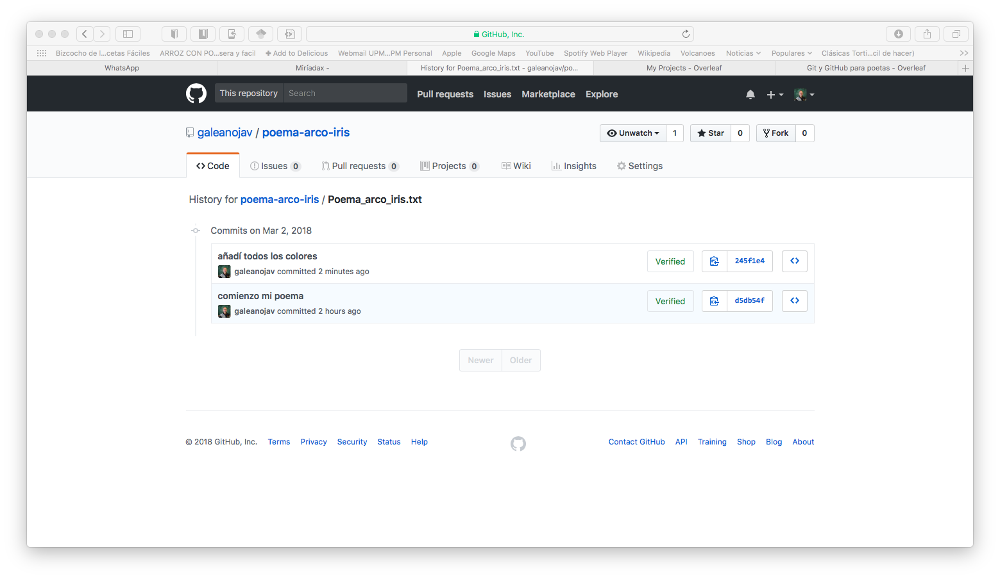 GitHub, Inc.
Bizcocho de l...cetas Fáciles ARROZ CON PO...sera y facil Add to Delicious Webmail UPM...PM Personal Apple Google Maps YouTube Spotify Web Player Wikipedia Volcanoes Noticias Populares Clásicas Torti...cil de hacer) >>
WhatsApp Miríadax - History for Poema_arco_iris.txt - galeanojav/po... My Projects - Overleaf Git y GitHub para poetas - Overleaf
This repository Search Pull requests Issues Marketplace Explore
galeanojav / poema-arco-iris Unwatch 1 Star 0 Fork 0
Code Issues 0 Pull requests 0 Projects 0 Wiki Insights Settings
History for poema-arco-iris / Poema_arco_iris.txt
Commits on Mar 2, 2018
añadí todos los colores
galeanojav committed 2 minutes ago
Verified 245f1e4
comienzo mi poema
galeanojav committed 2 hours ago
Verified d5db54f
Newer Older
© 2018 GitHub, Inc. Terms Privacy Security Status Help Contact GitHub API Training Shop Blog About